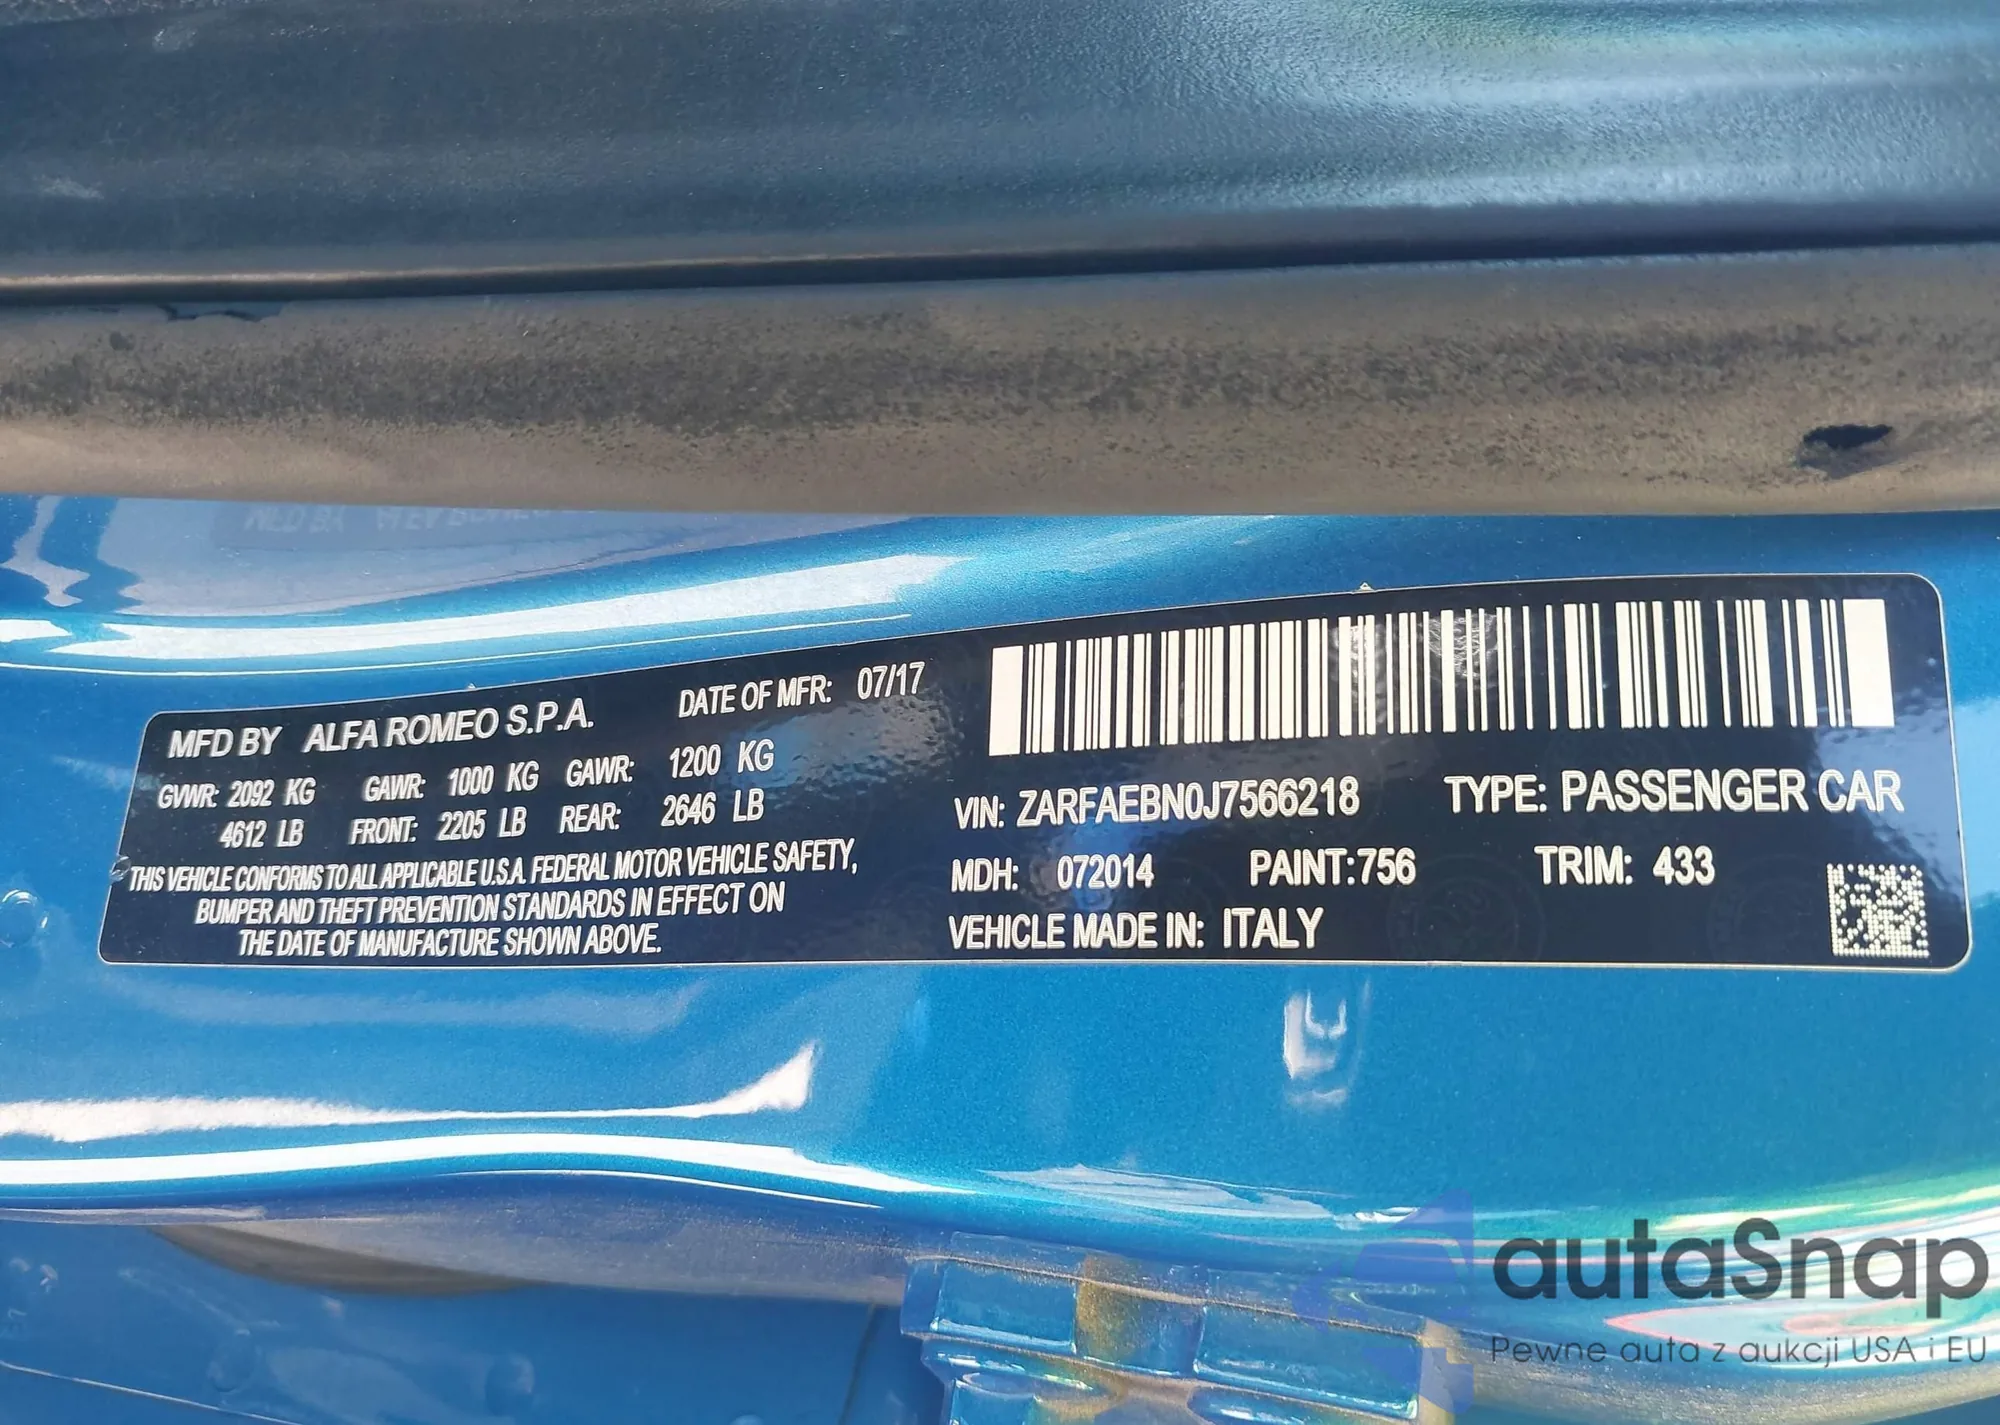 MFD BY ALFA ROMEO S.P.A. DATE OF MFR: 07/17
GVWR: 2092 KG GAWR: 1000 KG GAWR: 1200 KG
4612 LB FRONT: 2205 LB REAR: 2646 LB
THIS VEHICLE CONFORMS TO ALL APPLICABLE U.S.A. FEDERAL MOTOR VEHICLE SAFETY,
BUMPER AND THEFT PREVENTION STANDARDS IN EFFECT ON
THE DATE OF MANUFACTURE SHOWN ABOVE.
VIN: ZARFAEBN0J7566218 TYPE: PASSENGER CAR
MDH: 072014 PAINT:756 TRIM: 433
VEHICLE MADE IN: ITALY
autaSnap
Pewne auta z aukcji USA i EU